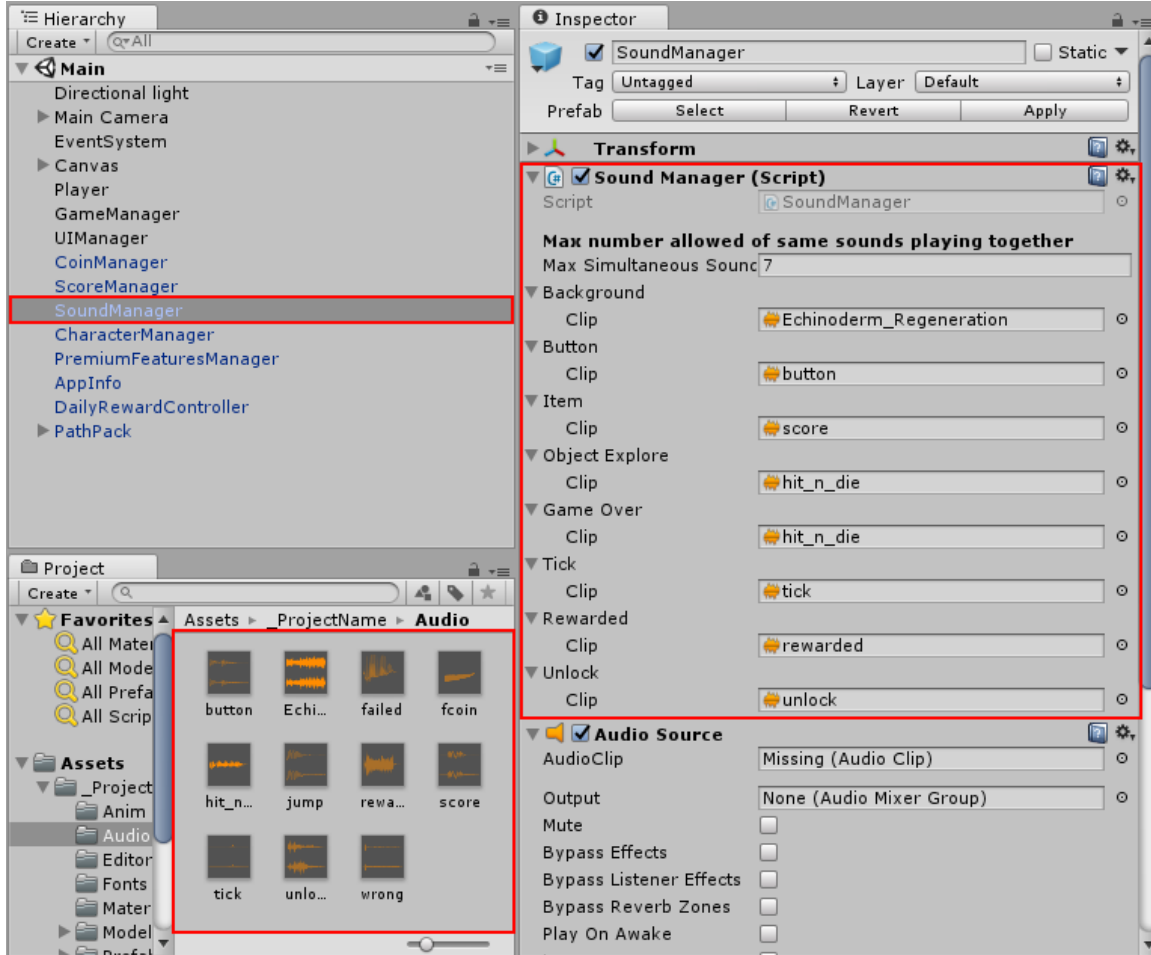 Hierarchy
Create
All
Main
Directional light
Main Camera
EventSystem
Canvas
Player
GameManager
UIManager
CoinManager
ScoreManager
SoundManager
CharacterManager
PremiumFeaturesManager
AppInfo
DailyRewardController
PathPack
Project
Create
Favorites
All Mater
All Mode
All Prefa
All Scrip
Assets
_Project
Anim
Audio
Editor
Fonts
Mater
Model
Assets _ProjectName Audio
button Echi... failed fcoin
hit_n... jump rewa... score
tick unlo... wrong
Inspector
SoundManager Static
Tag Untagged Layer Default
Prefab Select Revert Apply
Transform
Sound Manager (Script)
Script SoundManager
Max number allowed of same sounds playing together
Max Simultaneous Sounc 7
Background
Clip Echinoderm_Regeneration
Button
Clip button
Item
Clip score
Object Explore
Clip hit_n_die
Game Over
Clip hit_n_die
Tick
Clip tick
Rewarded
Clip rewarded
Unlock
Clip unlock
Audio Source
AudioClip Missing (Audio Clip)
Output None (Audio Mixer Group)
Mute
Bypass Effects
Bypass Listener Effects
Bypass Reverb Zones
Play On Awake